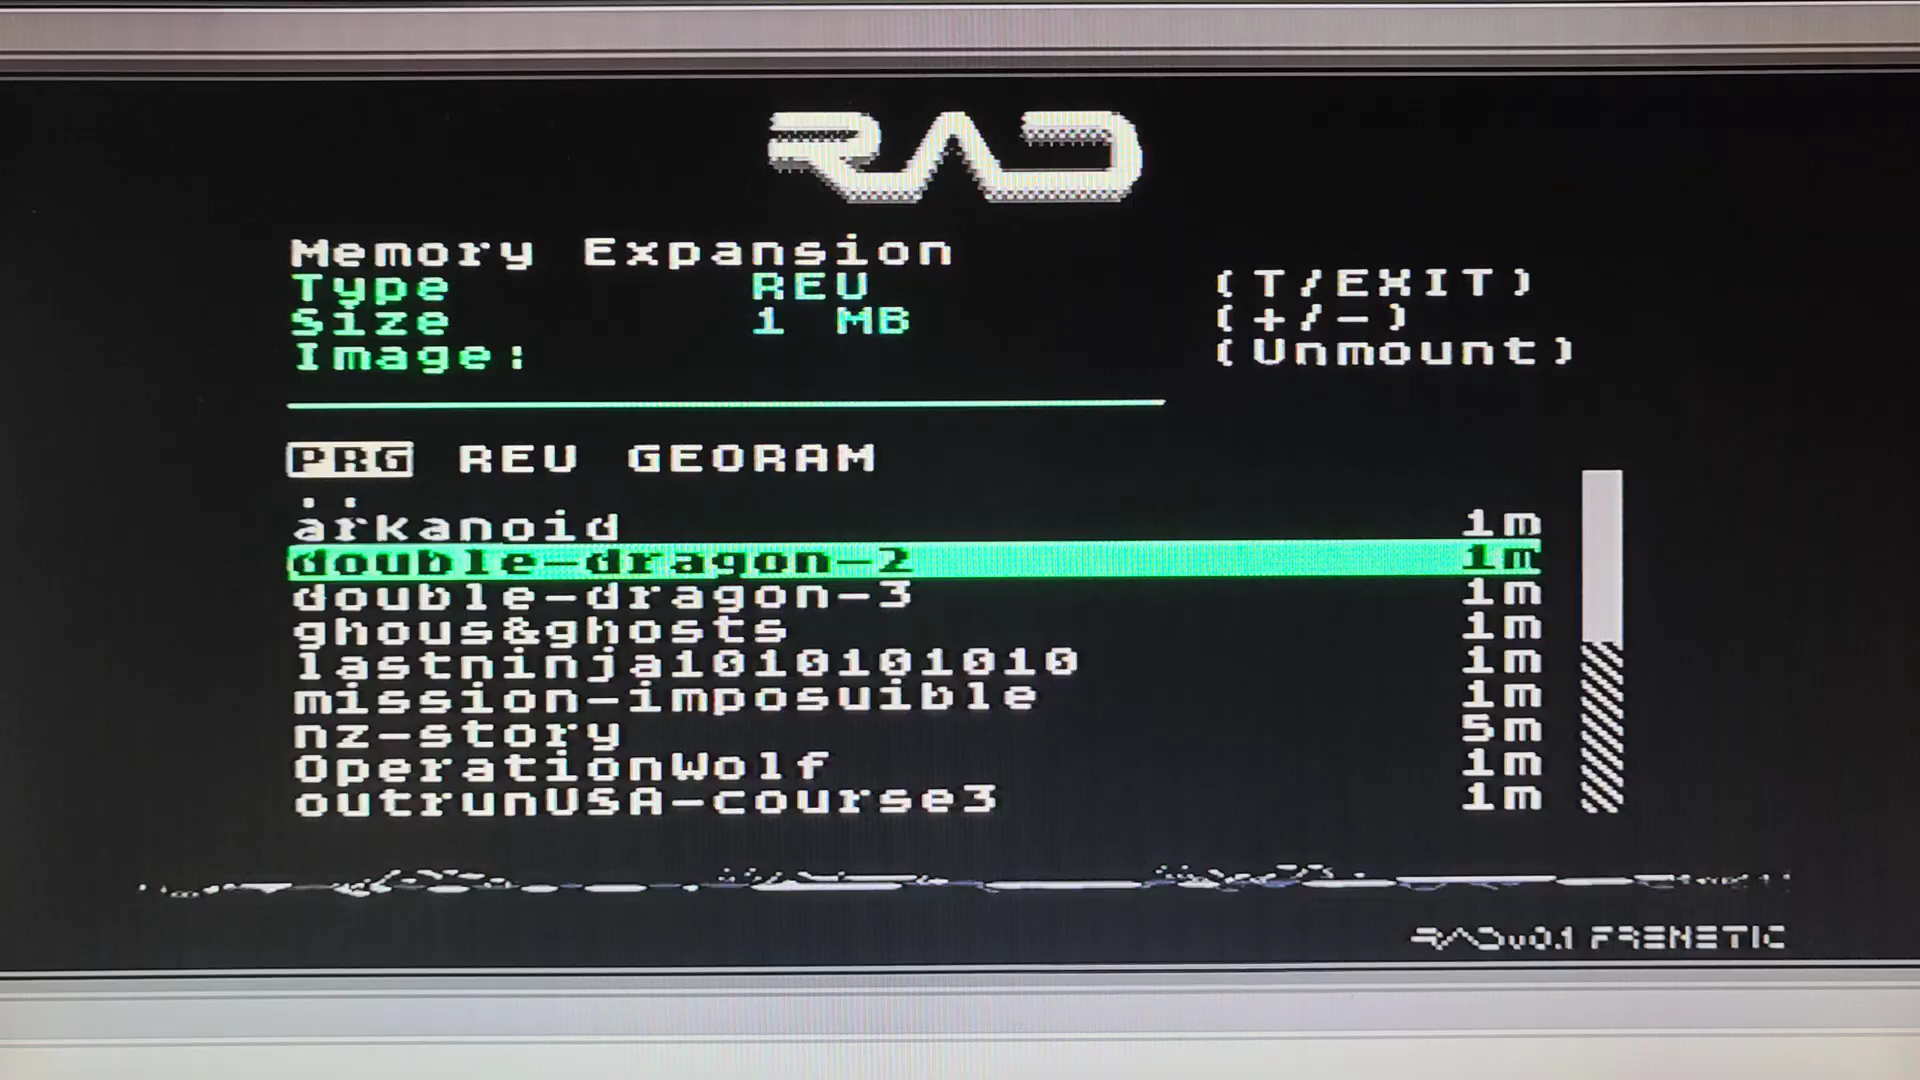 RAD
Memory Expansion
Type REU (T/EXIT)
Size 1 MB (+/-)
Image: (Unmount)
PRG REU GEORAM
..
arkanoid 1m
double-dragon-2 1m
double-dragon-3 1m
ghous&ghosts 1m
lastninja1010101010 1m
mission-imposuible 1m
nz-story 5m
OperationWolf 1m
outrunUSA-course3 1m
RADv0.1 FRENETIC